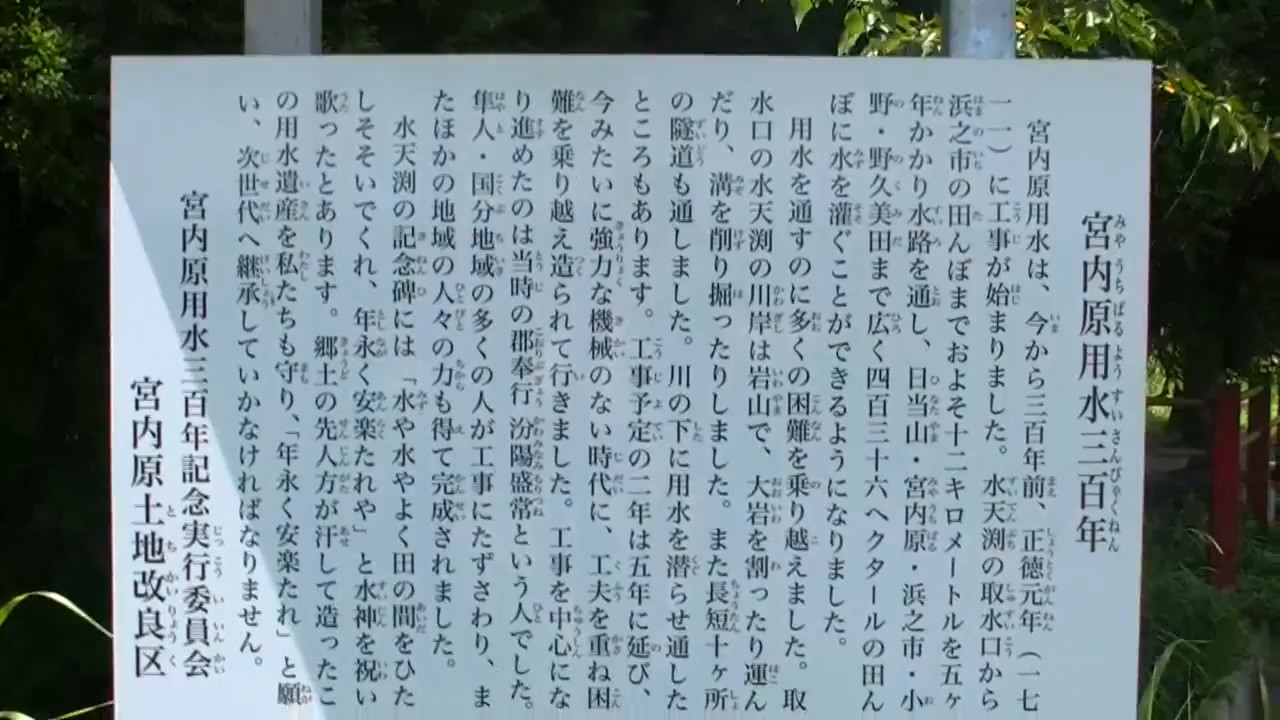 宮内原用水三百年
宮内原用水は、今から三百年前、正徳元年（一七
一一）に工事が始まりました。水天渕の取水口から
浜之市の田んぼまでおよそ十二キロメートルを五ヶ
年かかり水路を通し、日当山・宮内原・浜之市・小
野・野久美田まで広く四百三十六ヘクタールの田ん
ぼに水を灌ぐことができるようになりました。
用水を通すのに多くの困難を乗り越えました。取
水口の水天渕の川岸は岩山で、大岩を割ったり運ん
だり、溝を削り掘ったりしました。また長短十ヶ所
の隧道も通しました。川の下に用水を潜らせ通した
ところもあります。工事予定の二年は五年に延び、
今みたいに強力な機械のない時代に、工夫を重ね困
難を乗り越え造られて行きました。工事を中心にな
り進めたのは当時の郡奉行 汾陽盛常という人でした。
隼人・国分地域の多くの人が工事にたずさわり、ま
たほかの地域の人々の力も得て完成されました。
水天渕の記念碑には「水や水やよく田の間をひた
しそそいでくれ、年永く安楽たれや」と水神を祝い
歌ったとあります。郷土の先人方が汗して造ったこ
の用水遺産を私たちも守り、「年永く安楽たれ」と願
い、次世代へ継承していかなければなりません。
宮内原用水三百年記念実行委員会
宮内原土地改良区